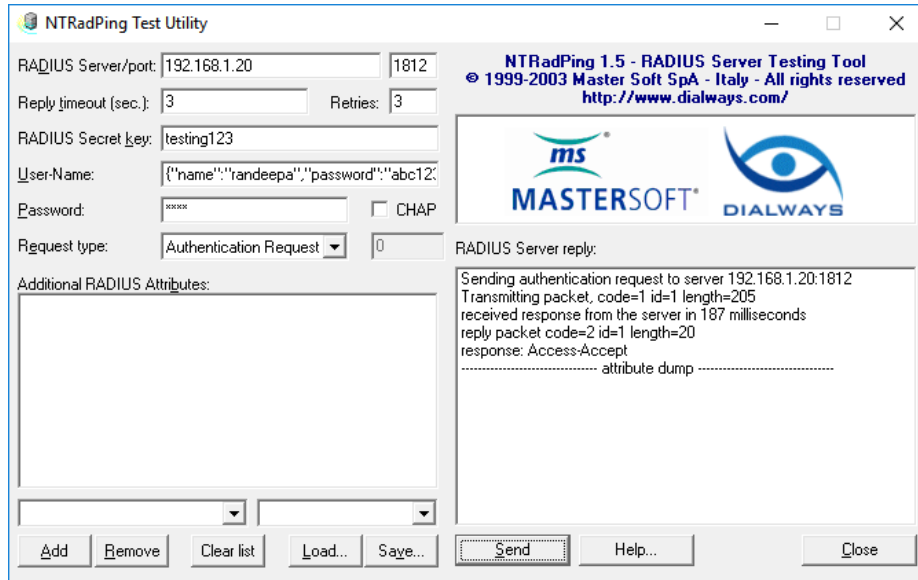 NTRadPing Test Utility
RADIUS Server/port: 192.168.1.20 1812
Reply timeout (sec.): 3 Retries: 3
RADIUS Secret key: testing123
User-Name: {"name":"randeepa","password":"abc123
Password: **** CHAP
Request type: Authentication Request 0
Additional RADIUS Attributes:
Add Remove Clear list Load... Save...
NTRadPing 1.5 - RADIUS Server Testing Tool
© 1999-2003 Master Soft SpA - Italy - All rights reserved
http://www.dialways.com/
ms
MASTERSOFT® DIALWAYS
RADIUS Server reply:
Sending authentication request to server 192.168.1.20:1812
Transmitting packet, code=1 id=1 length=205
received response from the server in 187 milliseconds
reply packet code=2 id=1 length=20
response: Access-Accept
-------------------------------- attribute dump --------------------------------
Send Help... Close